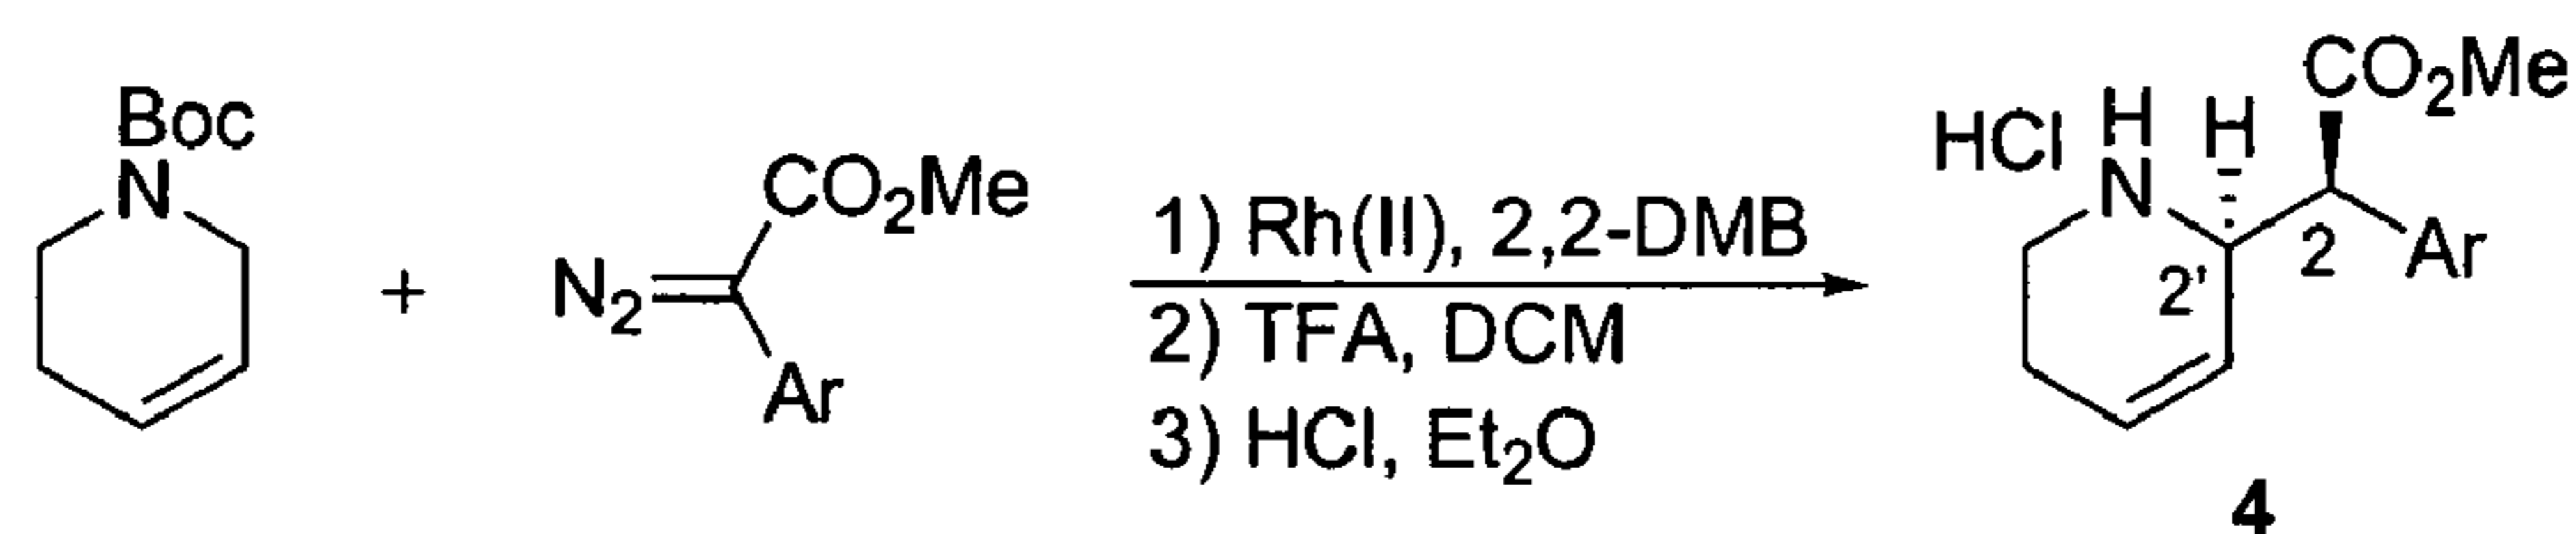 Boc
N
+
N2
CO2Me
Ar
1) Rh(II), 2,2-DMB
2) TFA, DCM
3) HCl, Et2O
HCl
H
N
H
CO2Me
2'
2
Ar
4